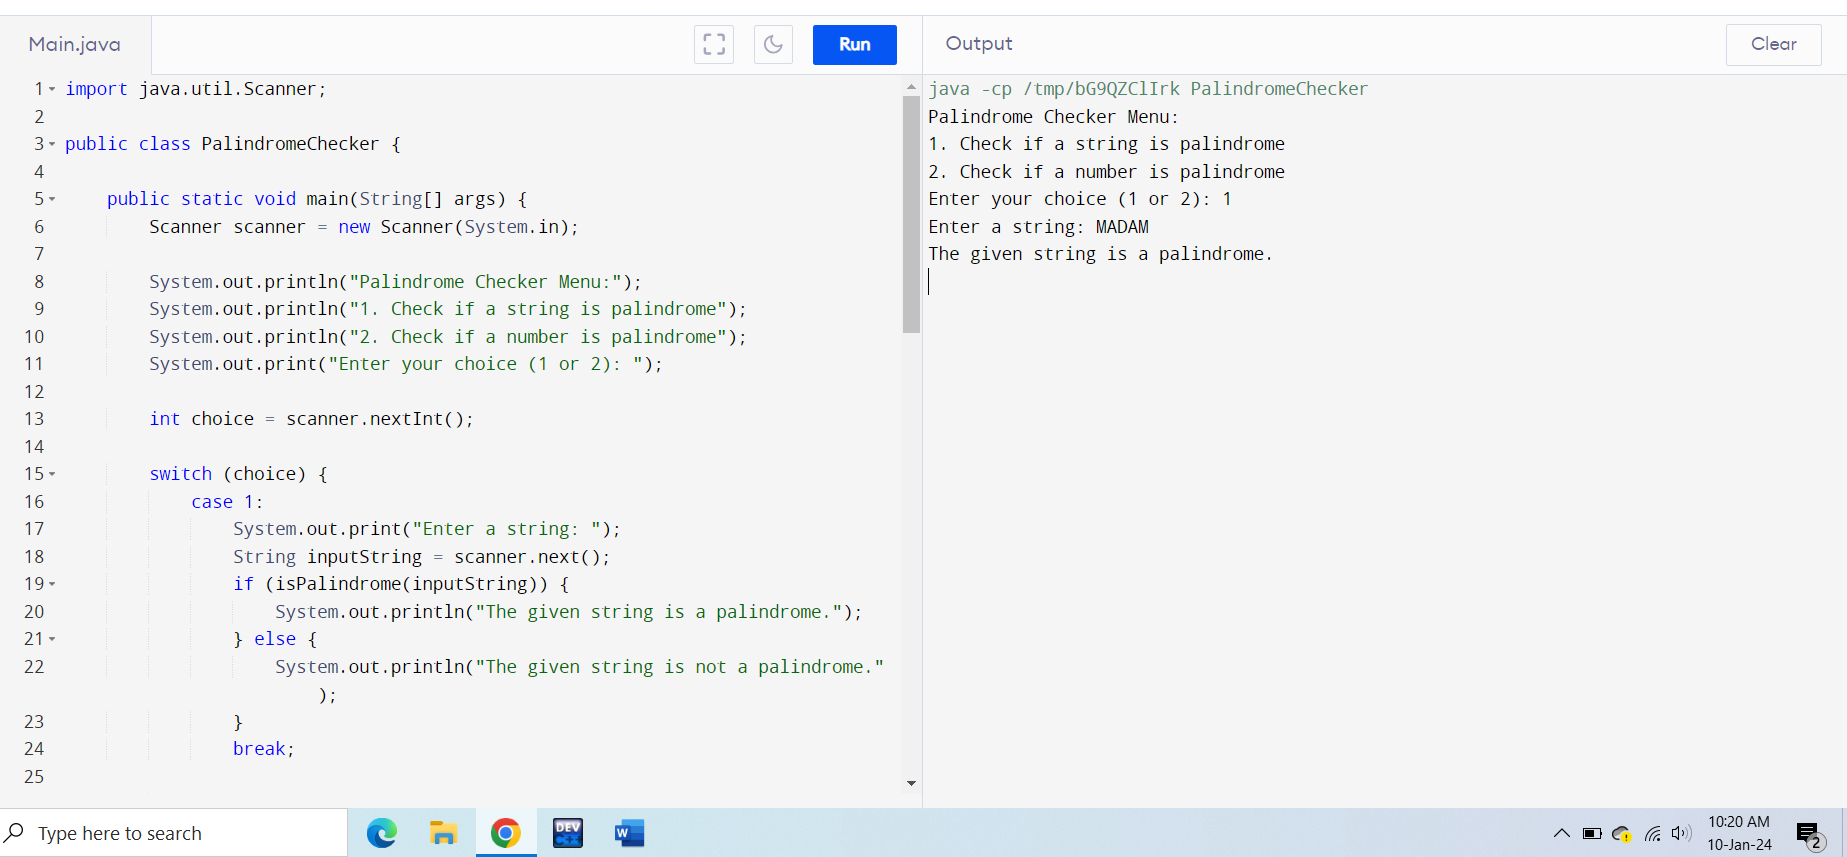 Main.java
Run
Output
Clear
1 import java.util.Scanner;
2
3 public class PalindromeChecker {
4
5     public static void main(String[] args) {
6         Scanner scanner = new Scanner(System.in);
7
8         System.out.println("Palindrome Checker Menu:");
9         System.out.println("1. Check if a string is palindrome");
10         System.out.println("2. Check if a number is palindrome");
11         System.out.print("Enter your choice (1 or 2): ");
12
13         int choice = scanner.nextInt();
14
15         switch (choice) {
16             case 1:
17                 System.out.print("Enter a string: ");
18                 String inputString = scanner.next();
19                 if (isPalindrome(inputString)) {
20                     System.out.println("The given string is a palindrome.");
21                 } else {
22                     System.out.println("The given string is not a palindrome."
);
23                 }
24                 break;
25
java -cp /tmp/bG9QZClIrk PalindromeChecker
Palindrome Checker Menu:
1. Check if a string is palindrome
2. Check if a number is palindrome
Enter your choice (1 or 2): 1
Enter a string: MADAM
The given string is a palindrome.
Type here to search
DEV
C++
W
10:20 AM
10-Jan-24
2